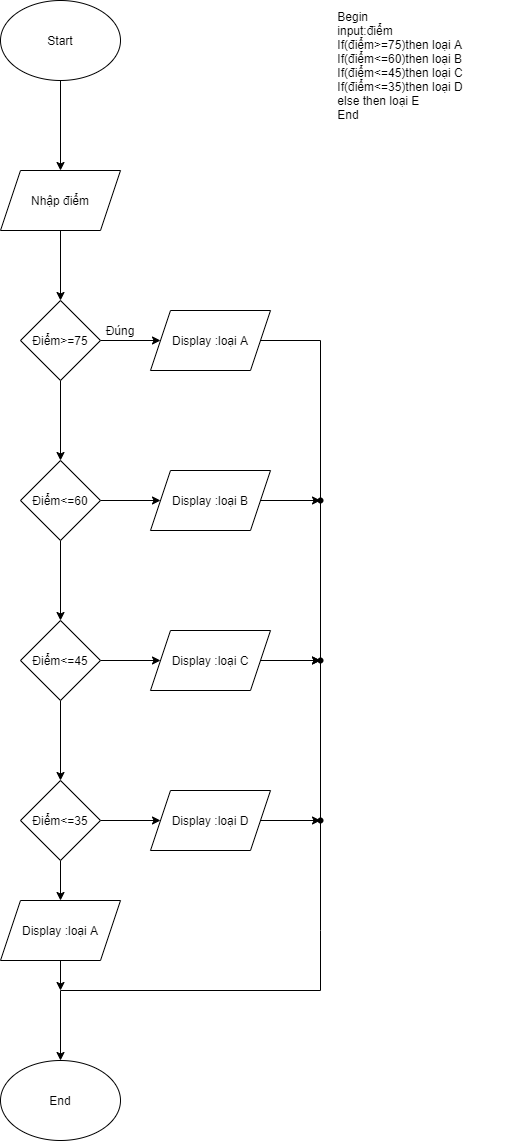 Start
Begin
input:điểm
If(điểm>=75)then loại A
If(điểm<=60)then loại B
If(điểm<=45)then loại C
If(điểm<=35)then loại D
else then loại E
End
Nhập điểm
Điểm>=75
Đúng
Display :loại A
Điểm<=60
Display :loại B
Điểm<=45
Display :loại C
Điểm<=35
Display :loại D
Display :loại A
End